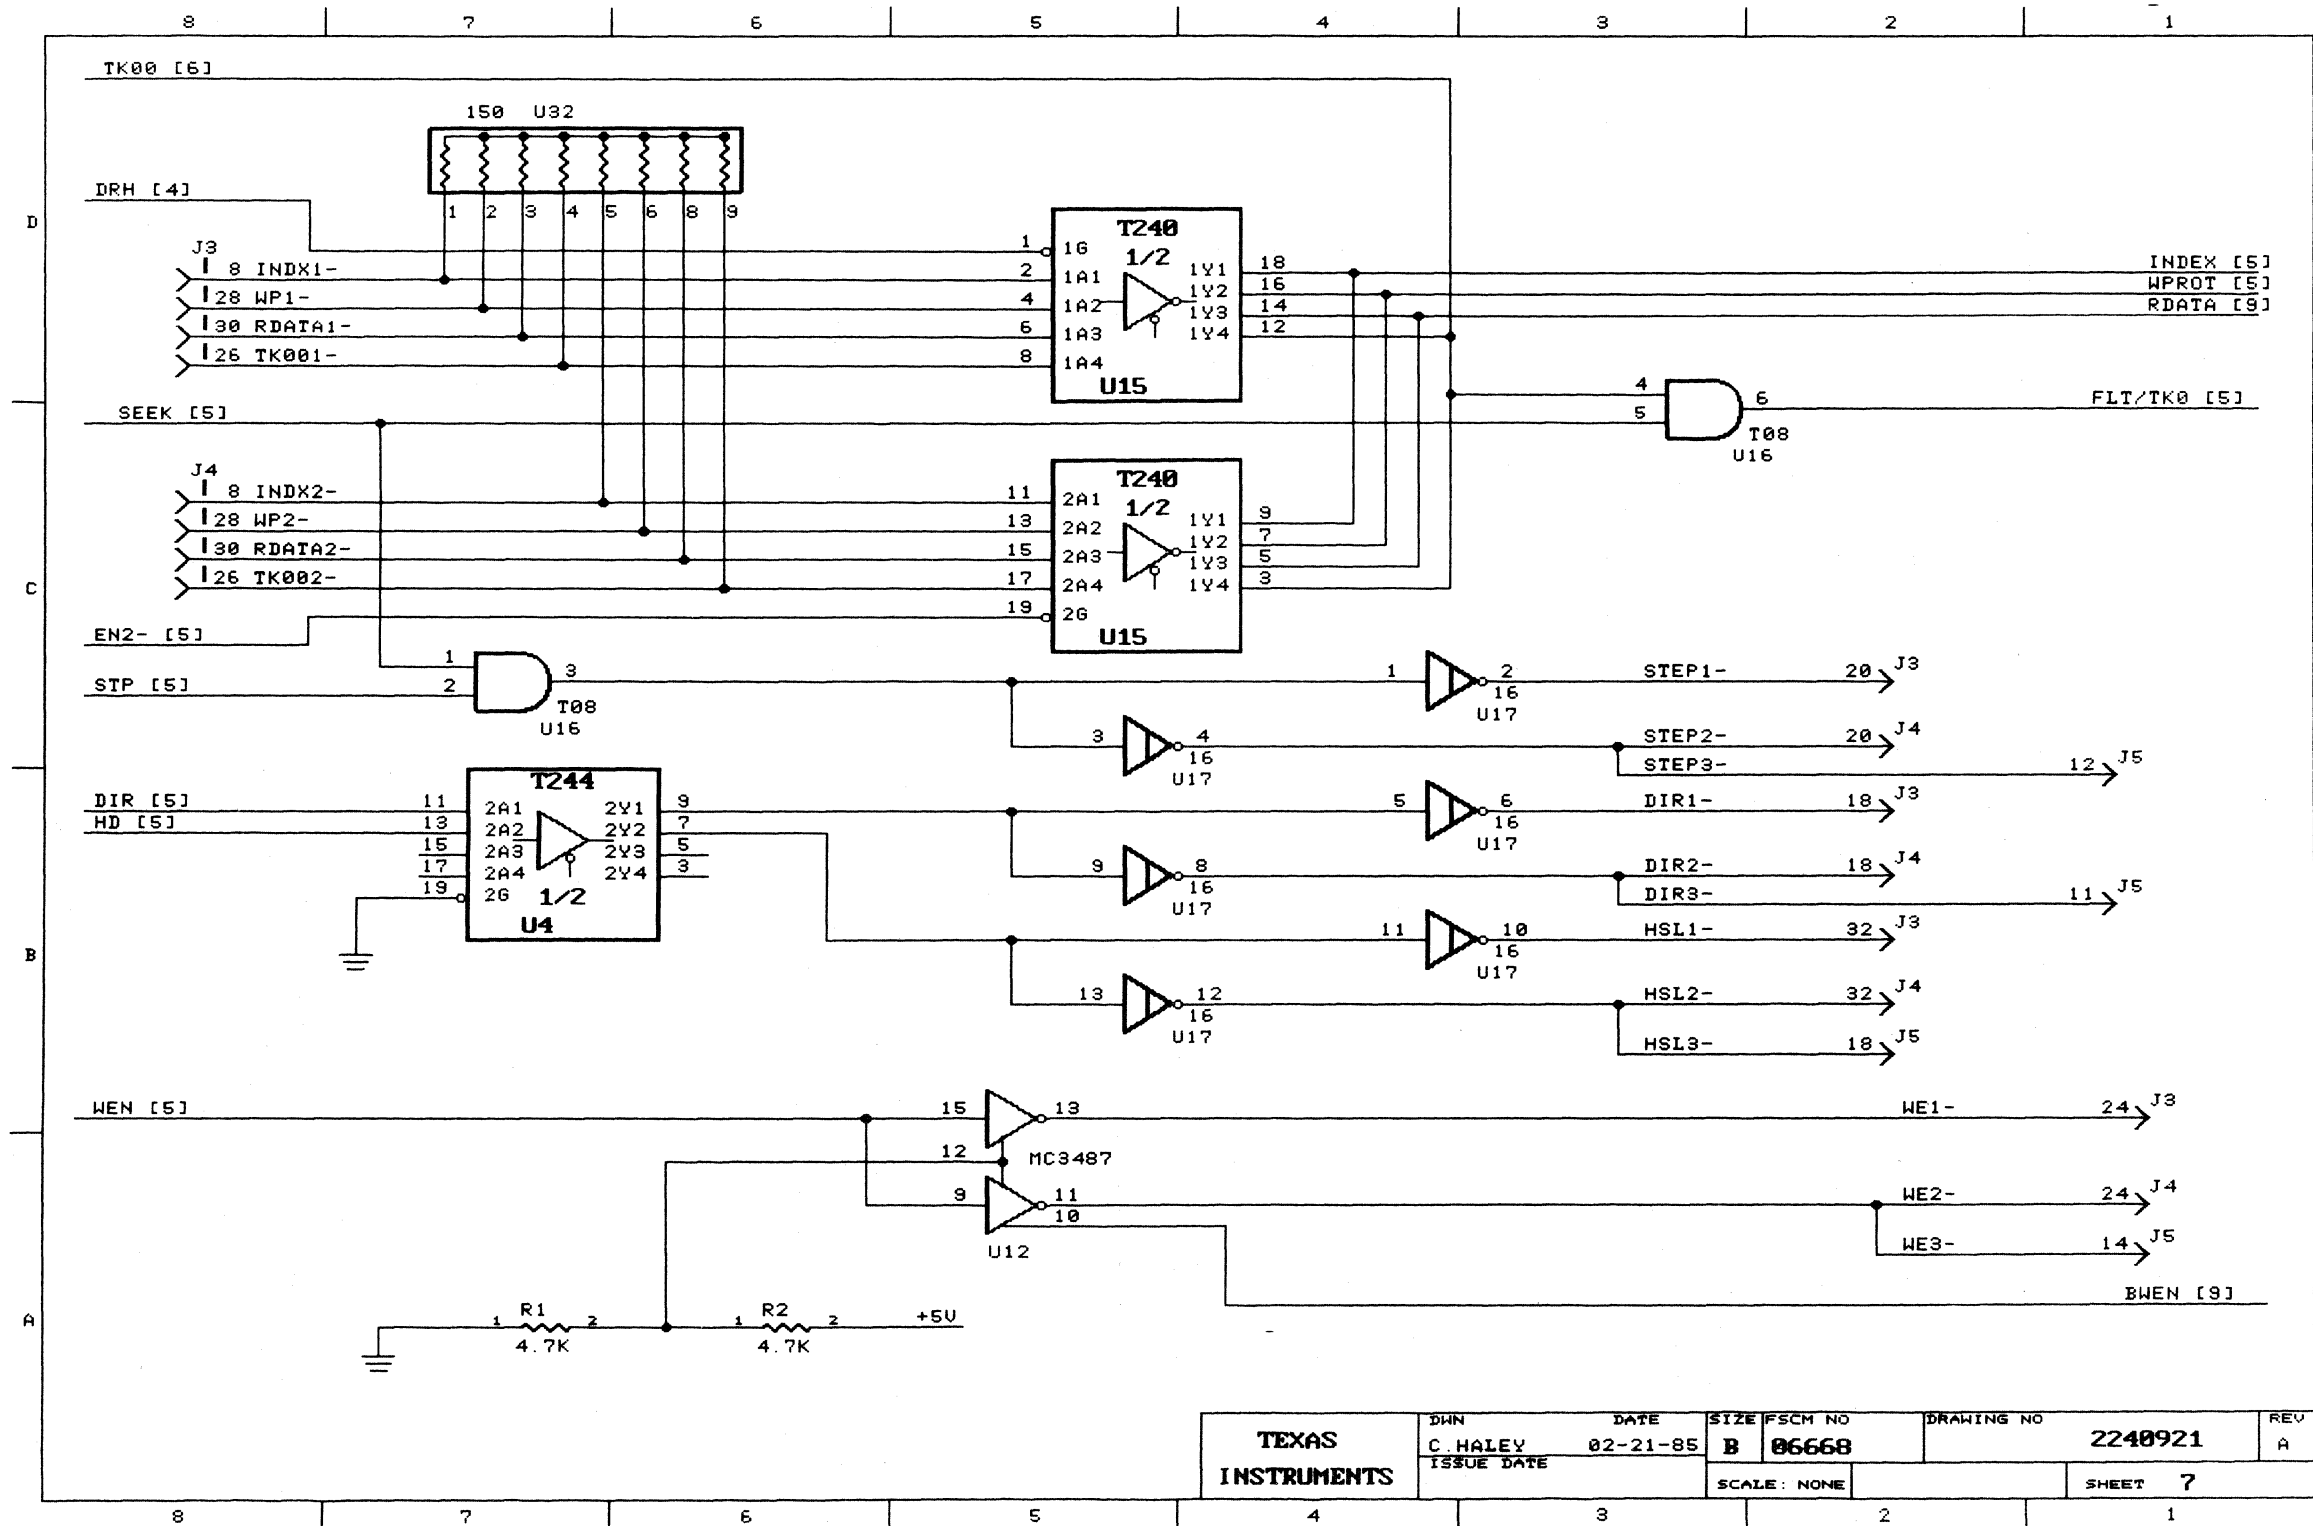 8 7 6 5 4 3 2 1
TK00 [6]
150 U32
DRH [4]
D
1 2 3 4 5 6 8 9
J3
8 INDX1-
28 WP1-
30 RDATA1-
26 TK001-
T240
1/2
1 1G
2 1A1
4 1A2
6 1A3
8 1A4
1Y1 18
1Y2 16
1Y3 14
1Y4 12
U15
INDEX [5]
WPROT [5]
RDATA [9]
SEEK [5]
4
5
6
T08
U16
FLT/TK0 [5]
J4
8 INDX2-
28 WP2-
30 RDATA2-
26 TK002-
C
T240
1/2
11 2A1
13 2A2
15 2A3
17 2A4
19 2G
1Y1 9
1Y2 7
1Y3 5
1Y4 3
U15
EN2- [5]
STP [5]
1
2
3
T08
U16
1 2
16
U17
STEP1- 20 J3
3 4
16
U17
STEP2- 20 J4
STEP3- 12 J5
DIR [5]
HD [5]
T244
11 2A1 2Y1 9
13 2A2 2Y2 7
15 2A3 2Y3 5
17 2A4 2Y4 3
19 2G 1/2
U4
5 6
16
U17
DIR1- 18 J3
9 8
16
U17
DIR2- 18 J4
DIR3- 11 J5
B
11 10
16
U17
HSL1- 32 J3
13 12
16
U17
HSL2- 32 J4
HSL3- 18 J5
WEN [5]
15 13
WE1- 24 J3
12
MC3487
9 11
10
U12
WE2- 24 J4
WE3- 14 J5
BWEN [9]
A
1 R1 2
4.7K
1 R2 2
4.7K
+5V
TEXAS
INSTRUMENTS
DWN DATE
C.HALEY 02-21-85
ISSUE DATE
SIZE
B
FSCM NO
06668
DRAWING NO
2240921
REV
A
SCALE: NONE
SHEET 7
8 7 6 5 4 3 2 1